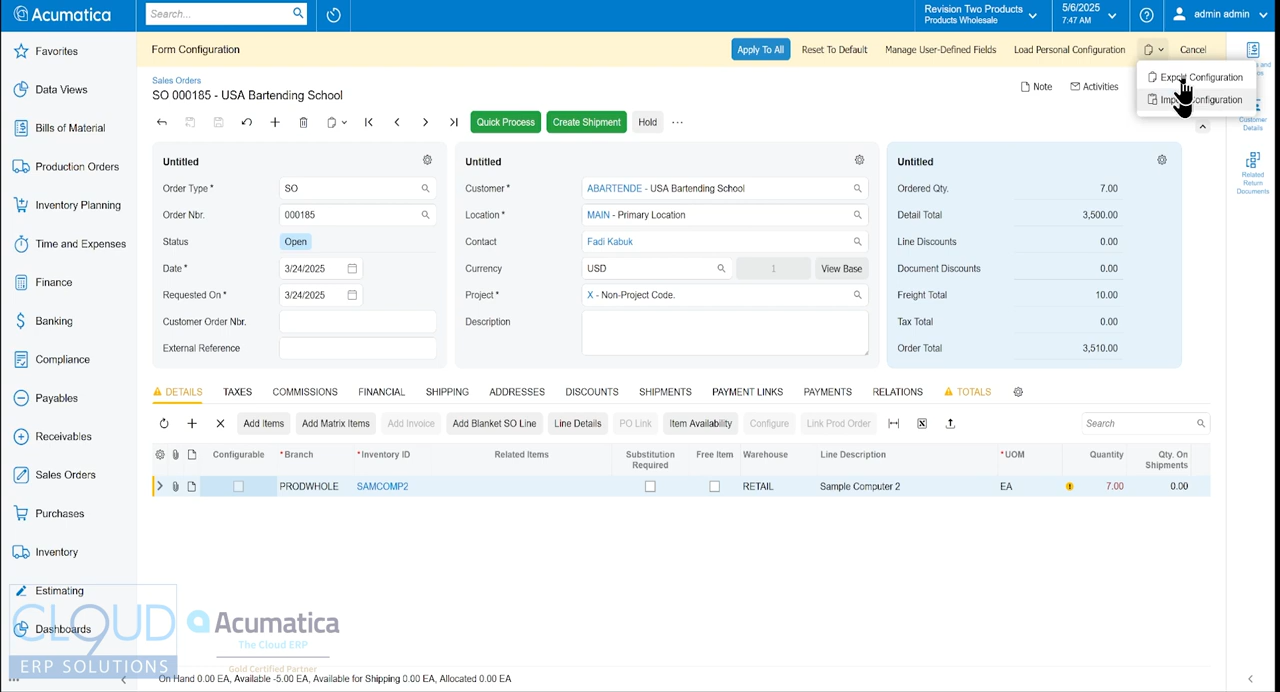 Acumatica
Search...
Revision Two Products
Products Wholesale
5/6/2025
7:47 AM
admin admin
Favorites
Data Views
Bills of Material
Production Orders
Inventory Planning
Time and Expenses
Finance
Banking
Compliance
Payables
Receivables
Sales Orders
Purchases
Inventory
Estimating
Dashboards
Form Configuration
Apply To All
Reset To Default
Manage User-Defined Fields
Load Personal Configuration
Cancel
Configuration
Configuration
Sales Orders
SO 000185 - USA Bartending School
Note
Activities
Customer
Details
Related
Return
Documents
Quick Process
Create Shipment
Hold
Untitled
Order Type *
SO
Order Nbr.
000185
Status
Open
Date *
3/24/2025
Requested On *
3/24/2025
Customer Order Nbr.
External Reference
Untitled
Customer *
ABARTENDE - USA Bartending School
Location *
MAIN - Primary Location
Contact
Fadi Kabuk
Currency
USD
1
View Base
Project *
X - Non-Project Code.
Description
Untitled
Ordered Qty.
7.00
Detail Total
3,500.00
Line Discounts
0.00
Document Discounts
0.00
Freight Total
10.00
Tax Total
0.00
Order Total
3,510.00
DETAILS
TAXES
COMMISSIONS
FINANCIAL
SHIPPING
ADDRESSES
DISCOUNTS
SHIPMENTS
PAYMENT LINKS
PAYMENTS
RELATIONS
TOTALS
Add Items
Add Matrix Items
Add Invoice
Add Blanket SO Line
Line Details
PO Link
Item Availability
Configure
Link Prod Order
Search
Configurable
*Branch
*Inventory ID
Related Items
Substitution
Required
Free Item
Warehouse
Line Description
*UOM
Quantity
Qty. On
Shipments
PRODWHOLE
SAMCOMP2
RETAIL
Sample Computer 2
EA
7.00
0.00
CLOUD
9
ERP SOLUTIONS
Acumatica
The Cloud ERP
Gold Certified Partner
On Hand 0.00 EA, Available -5.00 EA, Available for Shipping 0.00 EA, Allocated 0.00 EA